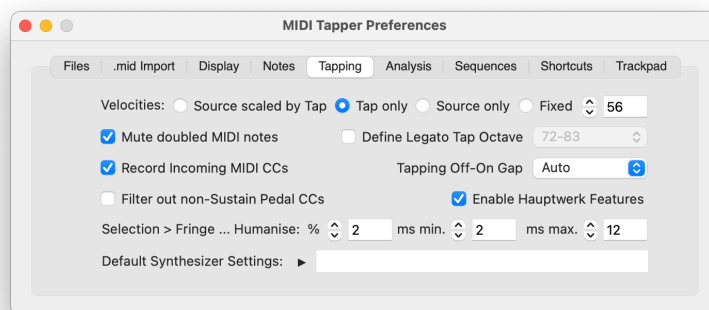 MIDI Tapper Preferences
Files .mid Import Display Notes Tapping Analysis Sequences Shortcuts Trackpad
Velocities: Source scaled by Tap Tap only Source only Fixed 56
Mute doubled MIDI notes Define Legato Tap Octave 72-83
Record Incoming MIDI CCs Tapping Off-On Gap Auto
Filter out non-Sustain Pedal CCs Enable Hauptwerk Features
Selection > Fringe ... Humanise: % 2 ms min. 2 ms max. 12
Default Synthesizer Settings: